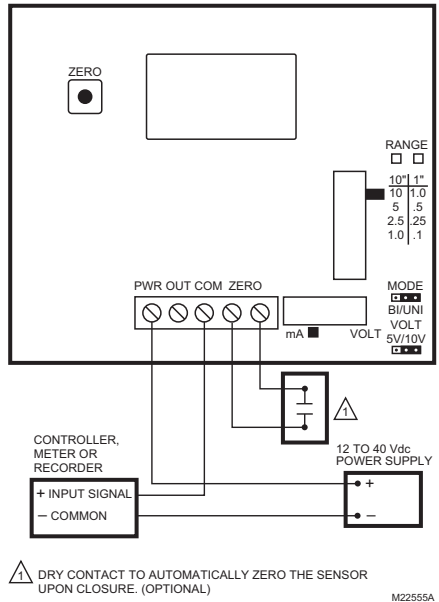 ZERO
RANGE
10" 1"
10 1.0
5 .5
2.5 .25
1.0 .1
PWR OUT COM ZERO
MODE
BI/UNI
VOLT
5V/10V
mA VOLT
1
CONTROLLER,
METER OR
RECORDER
+ INPUT SIGNAL
– COMMON
12 TO 40 Vdc
POWER SUPPLY
+
–
1 DRY CONTACT TO AUTOMATICALLY ZERO THE SENSOR
UPON CLOSURE. (OPTIONAL)
M22555A